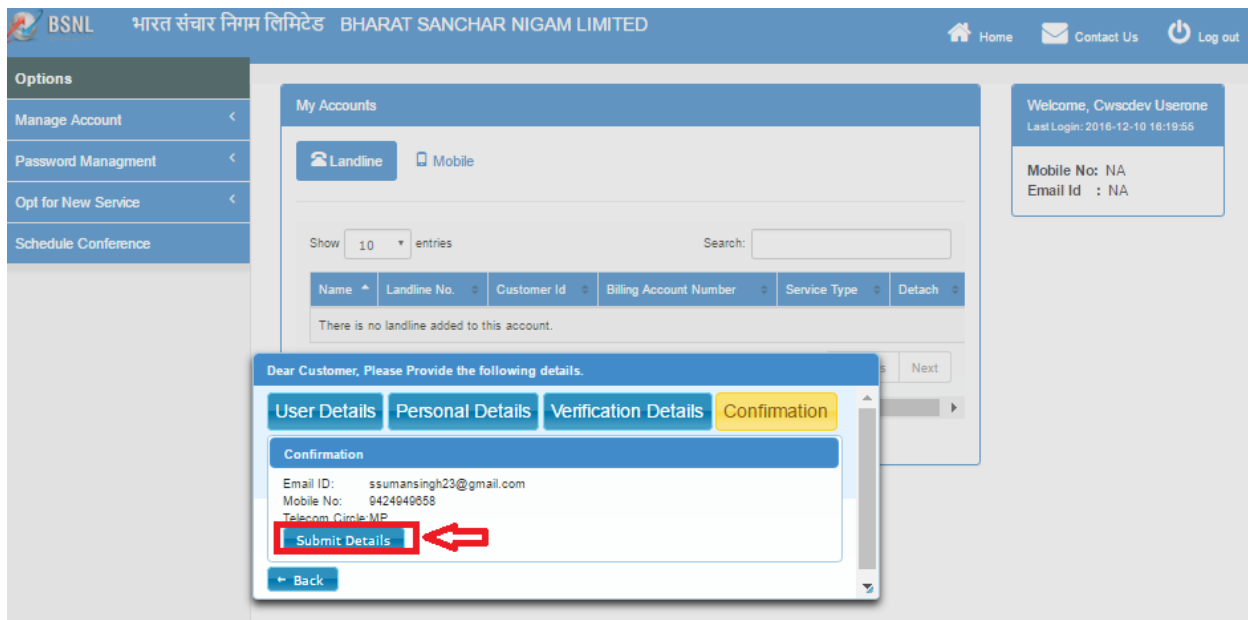 BSNL भारत संचार निगम लिमिटेड BHARAT SANCHAR NIGAM LIMITED
Home Contact Us Log out
Options
Manage Account
Password Managment
Opt for New Service
Schedule Conference
My Accounts
Landline Mobile
Show 10 entries Search:
Name Landline No. Customer Id Billing Account Number Service Type Detach
There is no landline added to this account.
s Next
Welcome, Cwscdev Userone
Last Login: 2016-12-10 16:19:55
Mobile No: NA
Email Id : NA
Dear Customer, Please Provide the following details.
User Details Personal Details Verification Details Confirmation
Confirmation
Email ID: ssumansingh23@gmail.com
Mobile No: 9424949658
Telecom Circle:MP
Submit Details
← Back